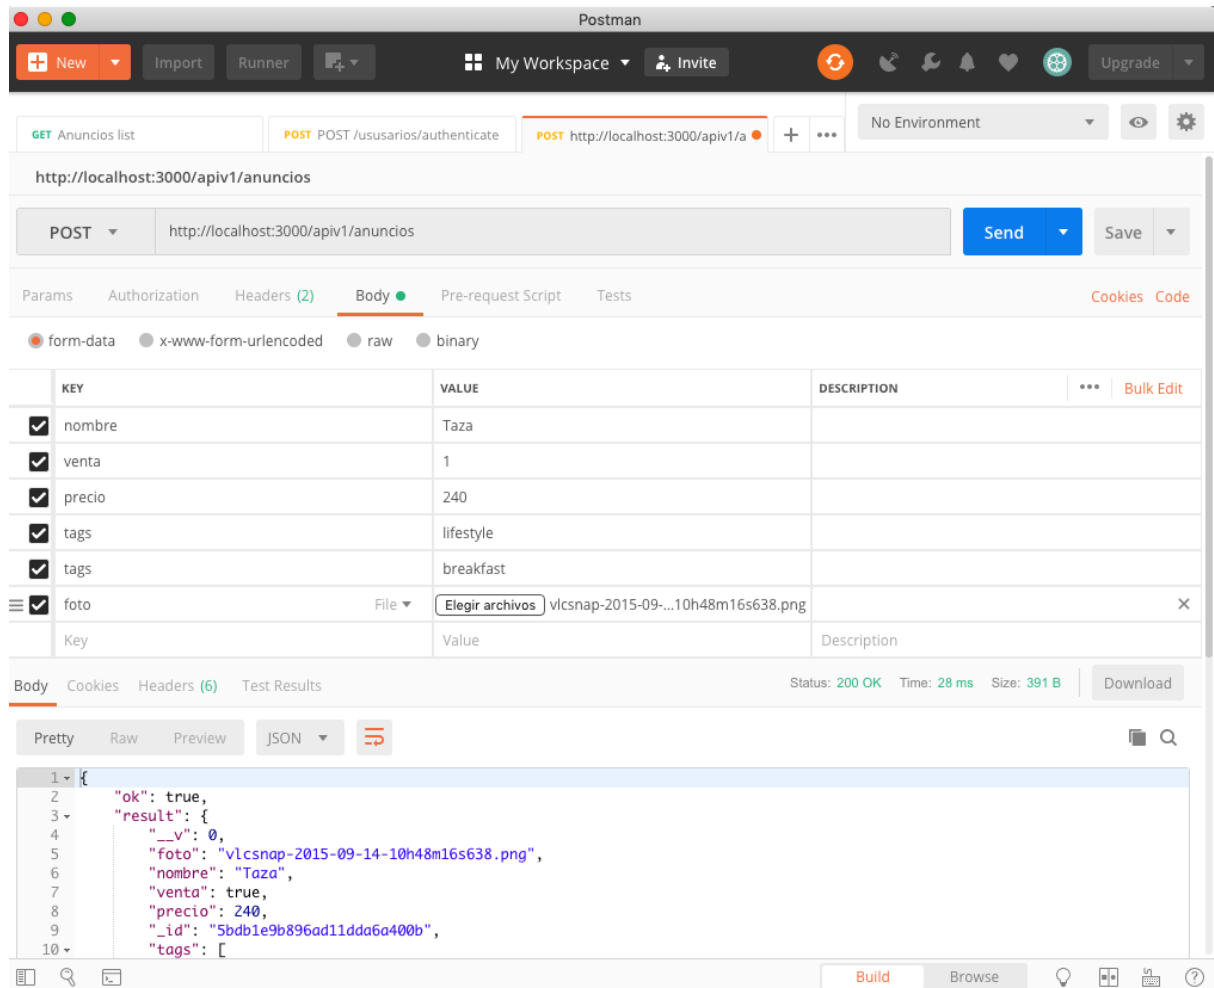 Postman
New Import Runner My Workspace Invite Upgrade
GET Anuncios list POST POST /ususarios/authenticate POST http://localhost:3000/apiv1/a No Environment
http://localhost:3000/apiv1/anuncios
POST http://localhost:3000/apiv1/anuncios Send Save
Params Authorization Headers (2) Body Pre-request Script Tests Cookies Code
form-data x-www-form-urlencoded raw binary
KEY VALUE DESCRIPTION Bulk Edit
nombre Taza
venta 1
precio 240
tags lifestyle
tags breakfast
foto File Elegir archivos vlcsnap-2015-09-...10h48m16s638.png
Key Value Description
Body Cookies Headers (6) Test Results Status: 200 OK Time: 28 ms Size: 391 B Download
Pretty Raw Preview JSON
1 {
2 "ok": true,
3 "result": {
4 "__v": 0,
5 "foto": "vlcsnap-2015-09-14-10h48m16s638.png",
6 "nombre": "Taza",
7 "venta": true,
8 "precio": 240,
9 "_id": "5bdb1e9b896ad11dda6a400b",
10 "tags": [
Build Browse